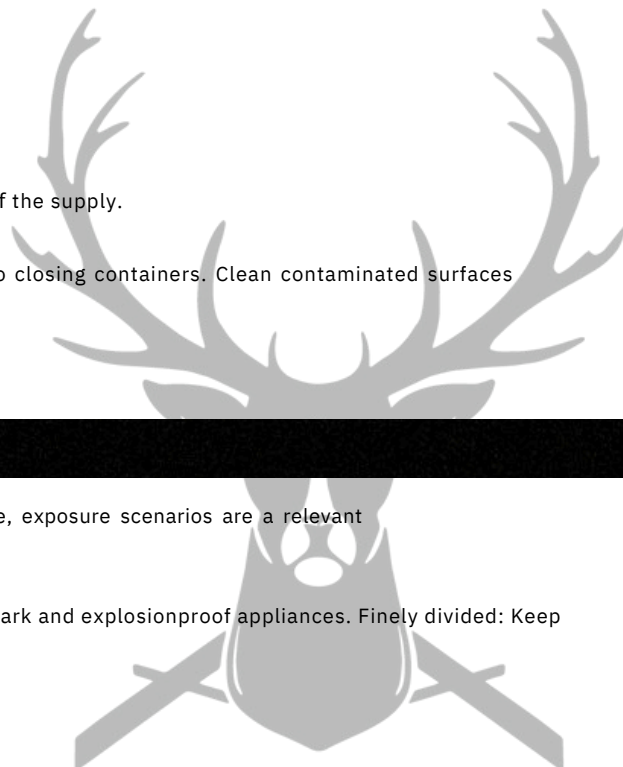 f the supply.
o closing containers. Clean contaminated surfaces
e, exposure scenarios are a relevant
ark and explosionproof appliances. Finely divided: Keep